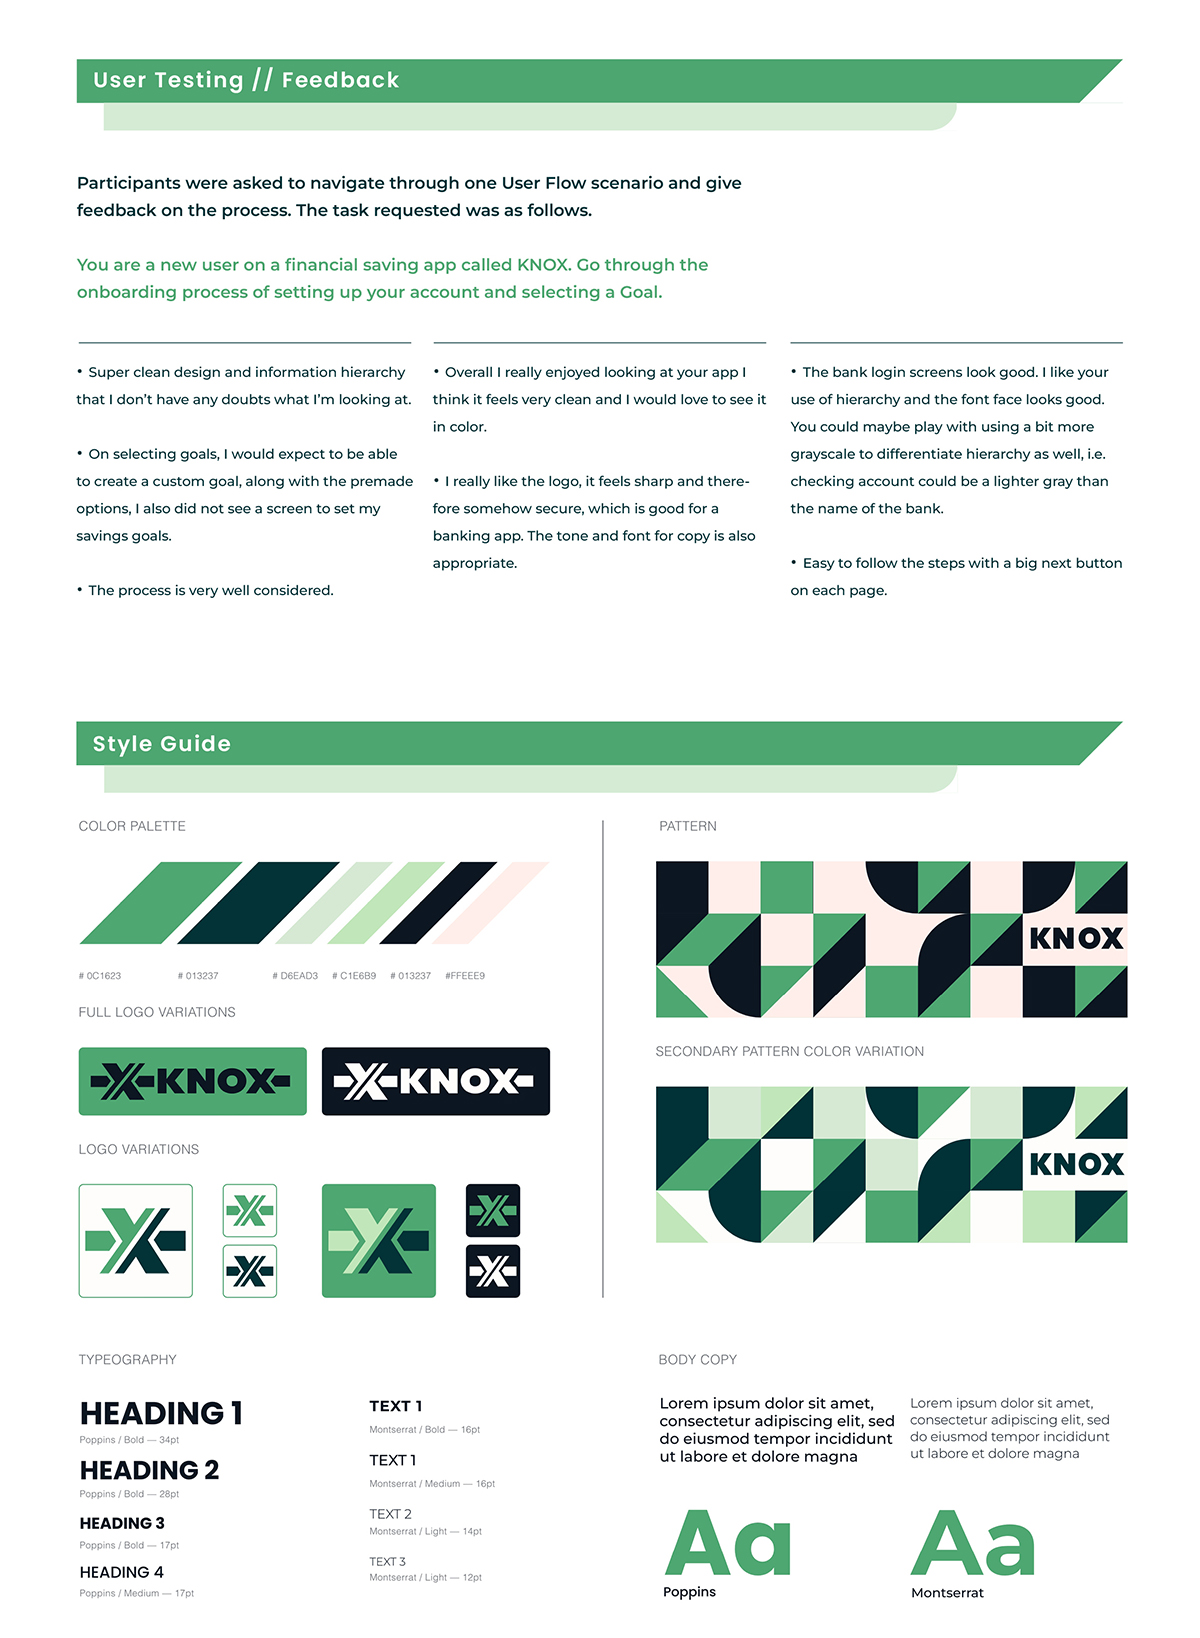 User Testing // Feedback
Participants were asked to navigate through one User Flow scenario and give
feedback on the process. The task requested was as follows.
You are a new user on a financial saving app called KNOX. Go through the
onboarding process of setting up your account and selecting a Goal.
• Super clean design and information hierarchy
that I don’t have any doubts what I’m looking at.
• On selecting goals, I would expect to be able
to create a custom goal, along with the premade
options, I also did not see a screen to set my
savings goals.
• The process is very well considered.
• Overall I really enjoyed looking at your app I
think it feels very clean and I would love to see it
in color.
• I really like the logo, it feels sharp and there-
fore somehow secure, which is good for a
banking app. The tone and font for copy is also
appropriate.
• The bank login screens look good. I like your
use of hierarchy and the font face looks good.
You could maybe play with using a bit more
grayscale to differentiate hierarchy as well, i.e.
checking account could be a lighter gray than
the name of the bank.
• Easy to follow the steps with a big next button
on each page.
Style Guide
COLOR PALETTE
# 0C1623 # 013237 # D6EAD3 # C1E6B9 # 013237 #FFEEE9
FULL LOGO VARIATIONS
KNOX KNOX
LOGO VARIATIONS
PATTERN
KNOX
SECONDARY PATTERN COLOR VARIATION
KNOX
TYPEOGRAPHY
HEADING 1
Poppins / Bold — 34pt
HEADING 2
Poppins / Bold — 28pt
HEADING 3
Poppins / Bold — 17pt
HEADING 4
Poppins / Medium — 17pt
TEXT 1
Montserrat / Bold — 16pt
TEXT 1
Montserrat / Medium — 16pt
TEXT 2
Montserrat / Light — 14pt
TEXT 3
Montserrat / Light — 12pt
BODY COPY
Lorem ipsum dolor sit amet,
consectetur adipiscing elit, sed
do eiusmod tempor incididunt
ut labore et dolore magna
Lorem ipsum dolor sit amet,
consectetur adipiscing elit, sed
do eiusmod tempor incididunt
ut labore et dolore magna
Aa
Poppins
Aa
Montserrat